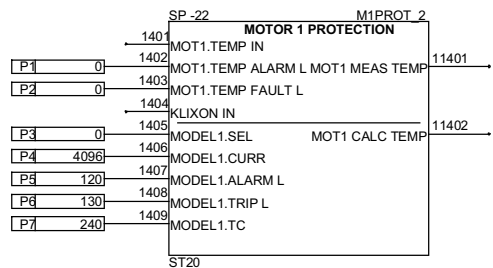 SP -22 M1PROT_2
MOTOR 1 PROTECTION
1401 MOT1.TEMP IN
P1 0 1402 MOT1.TEMP ALARM L MOT1 MEAS TEMP 11401
P2 0 1403 MOT1.TEMP FAULT L
1404 KLIXON IN
P3 0 1405 MODEL1.SEL MOT1 CALC TEMP 11402
P4 4096 1406 MODEL1.CURR
P5 120 1407 MODEL1.ALARM L
P6 130 1408 MODEL1.TRIP L
P7 240 1409 MODEL1.TC
ST20